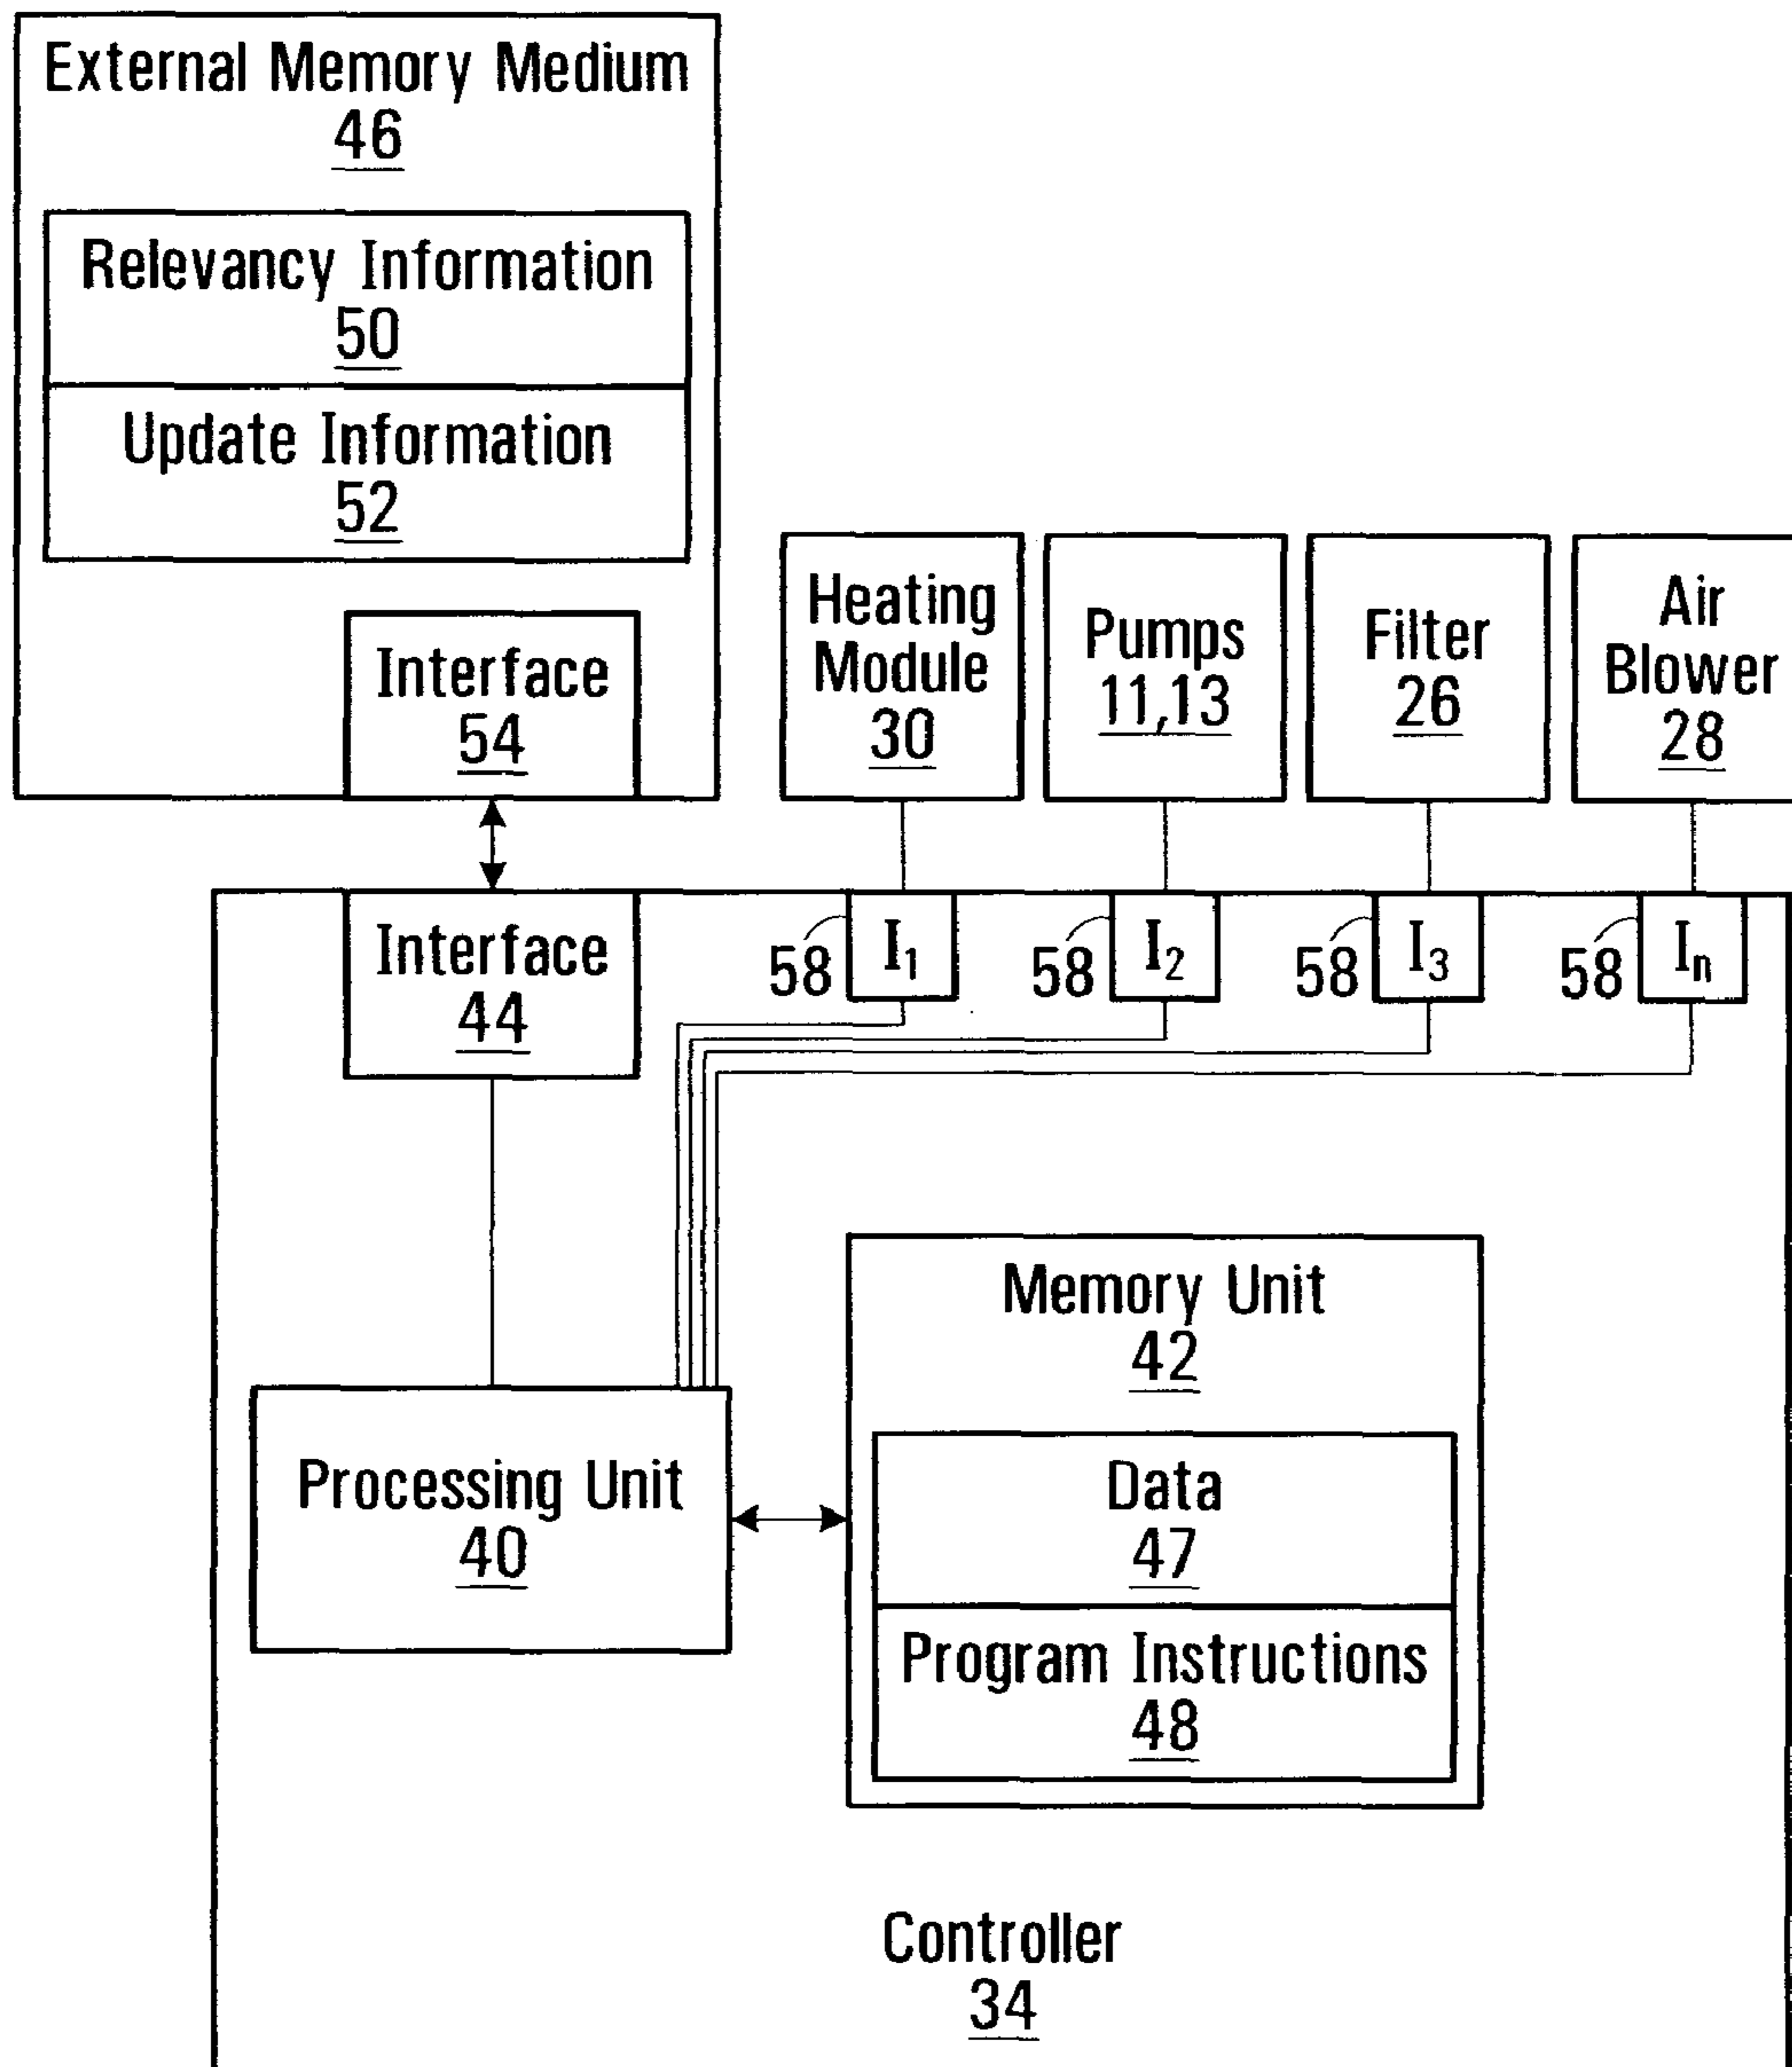 External Memory Medium
46
Relevancy Information
50
Update Information
52
Interface
54
Heating
Module
30
Pumps
11,13
Filter
26
Air
Blower
28
Interface
44
58
I1
58
I2
58
I3
58
In
Memory Unit
42
Data
47
Program Instructions
48
Processing Unit
40
Controller
34